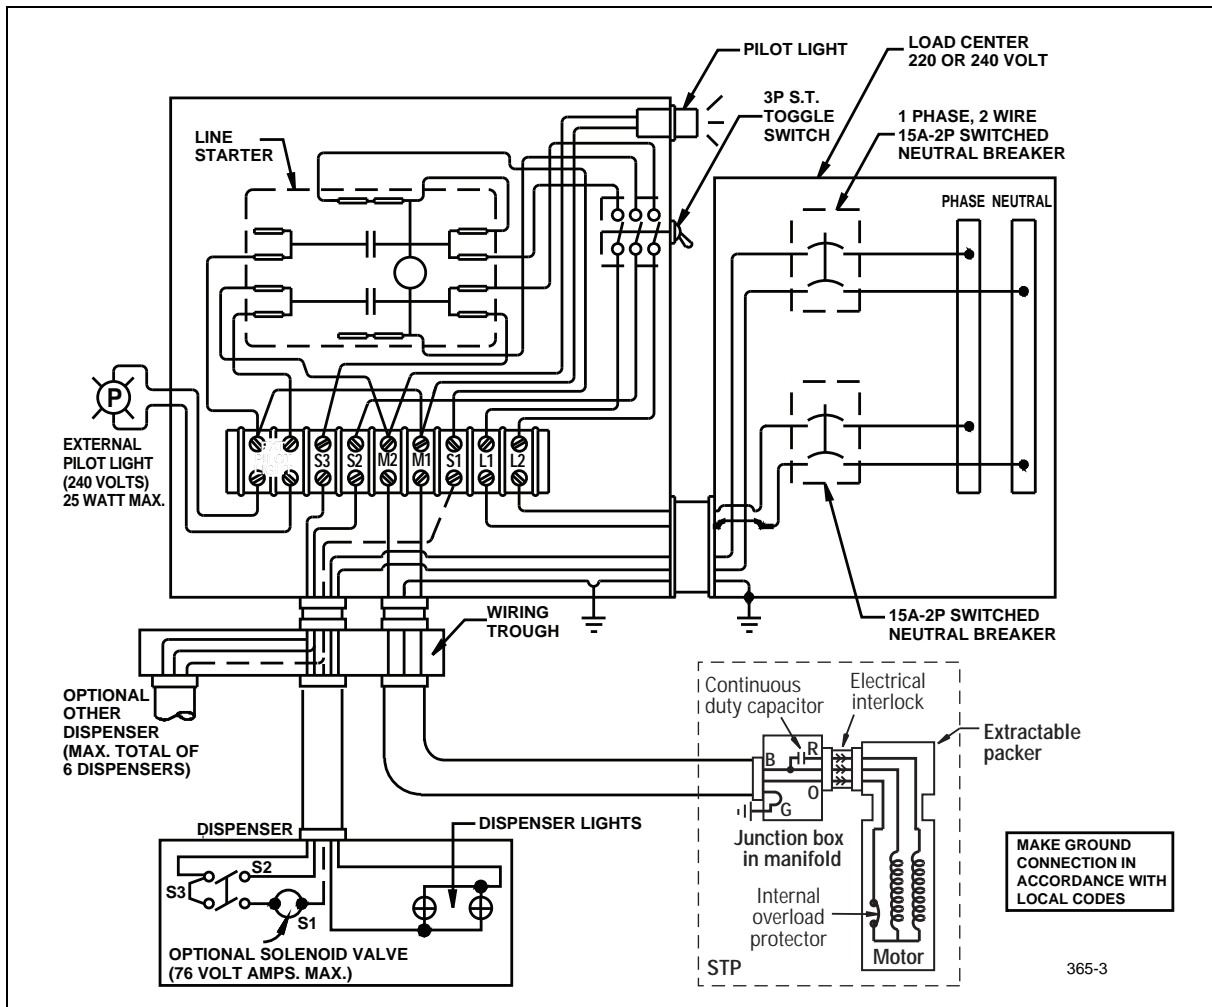 PILOT LIGHT
LOAD CENTER
220 OR 240 VOLT
3P S.T.
TOGGLE
SWITCH
1 PHASE, 2 WIRE
15A-2P SWITCHED
NEUTRAL BREAKER
LINE
STARTER
PHASE NEUTRAL
P
EXTERNAL
PILOT LIGHT
(240 VOLTS)
25 WATT MAX.
S3 S2 M2 M1 S1 L1 L2
15A-2P SWITCHED
NEUTRAL BREAKER
WIRING
TROUGH
OPTIONAL
OTHER
DISPENSER
(MAX. TOTAL OF
6 DISPENSERS)
Continuous
duty capacitor
Electrical
interlock
Extractable
packer
B
R
O
G
Junction box
in manifold
DISPENSER
DISPENSER LIGHTS
S2
S3
S1
OPTIONAL SOLENOID VALVE
(76 VOLT AMPS. MAX.)
Internal
overload
protector
Motor
STP
MAKE GROUND
CONNECTION IN
ACCORDANCE WITH
LOCAL CODES
365-3